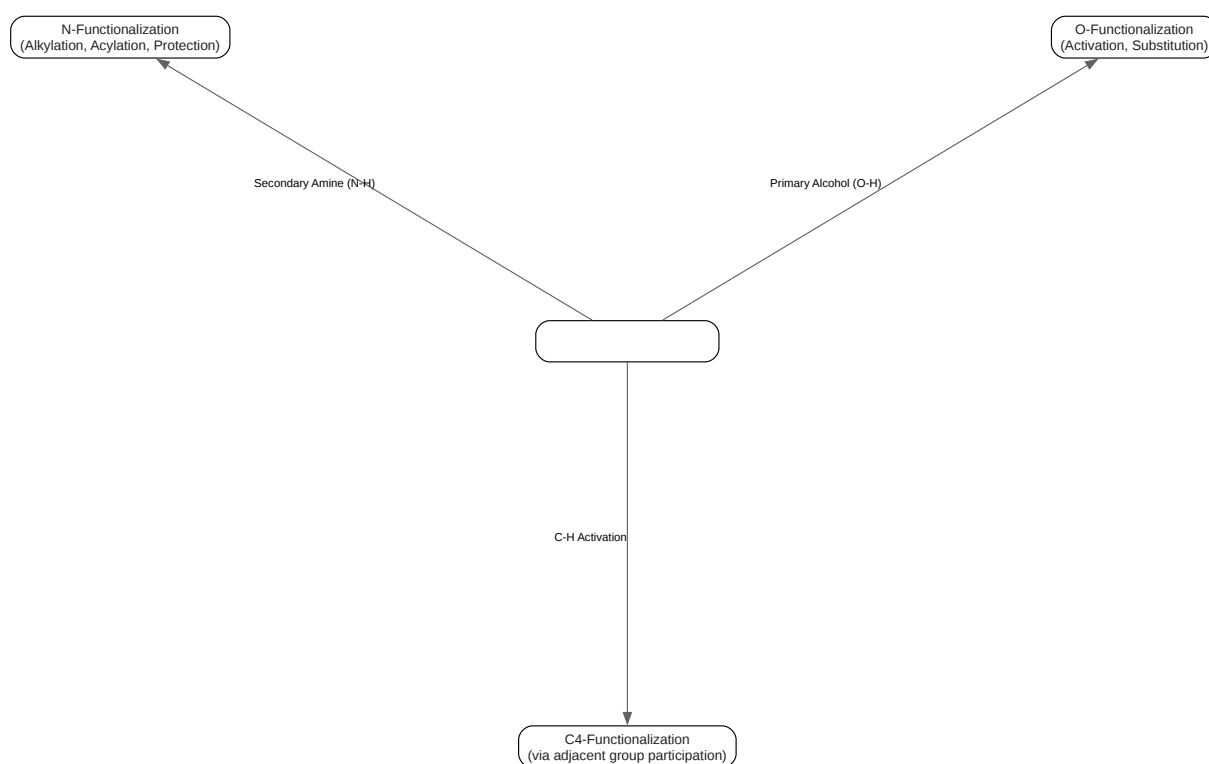 N-Functionalization
(Alkylation, Acylation, Protection)
O-Functionalization
(Activation, Substitution)
Secondary Amine (N-H)
Primary Alcohol (O-H)
C-H Activation
C4-Functionalization
(via adjacent group participation)